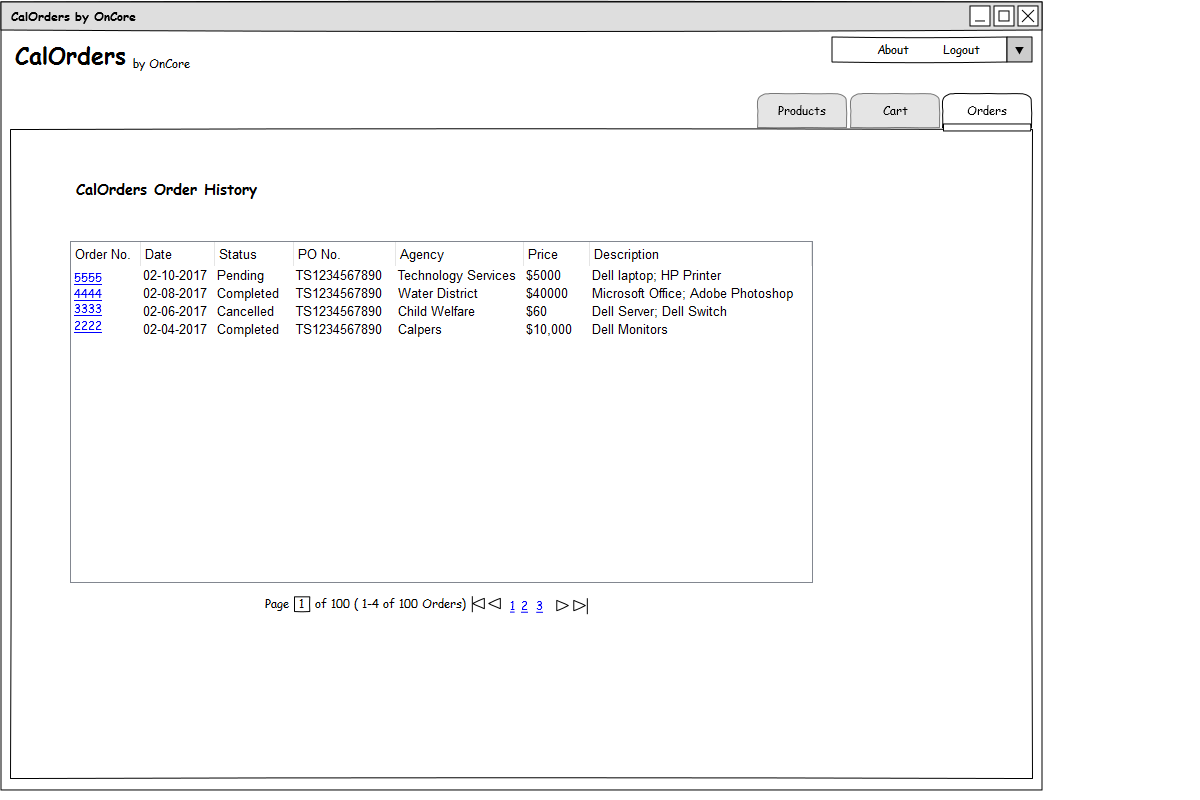 CalOrders by OnCore
CalOrders by OnCore
About Logout
Products Cart Orders
CalOrders Order History
Order No. Date Status PO No. Agency Price Description
5555 02-10-2017 Pending TS1234567890 Technology Services $5000 Dell laptop; HP Printer
4444 02-08-2017 Completed TS1234567890 Water District $40000 Microsoft Office; Adobe Photoshop
3333 02-06-2017 Cancelled TS1234567890 Child Welfare $60 Dell Server; Dell Switch
2222 02-04-2017 Completed TS1234567890 Calpers $10,000 Dell Monitors
Page 1 of 100 ( 1-4 of 100 Orders) 1 2 3